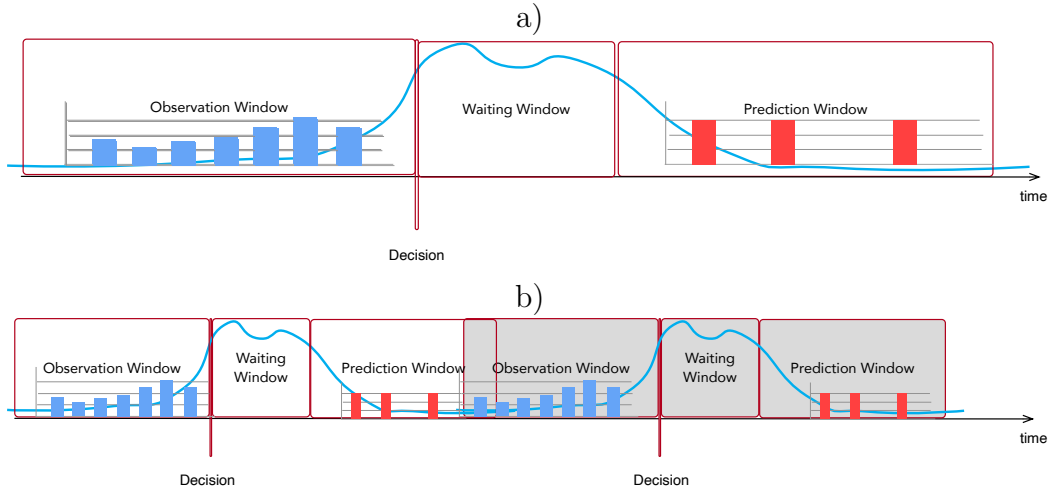 a)
Observation Window
Waiting Window
Prediction Window
time
Decision
b)
Observation Window
Waiting
Window
Prediction Window
Observation Window
Waiting
Window
Prediction Window
time
Decision
Decision